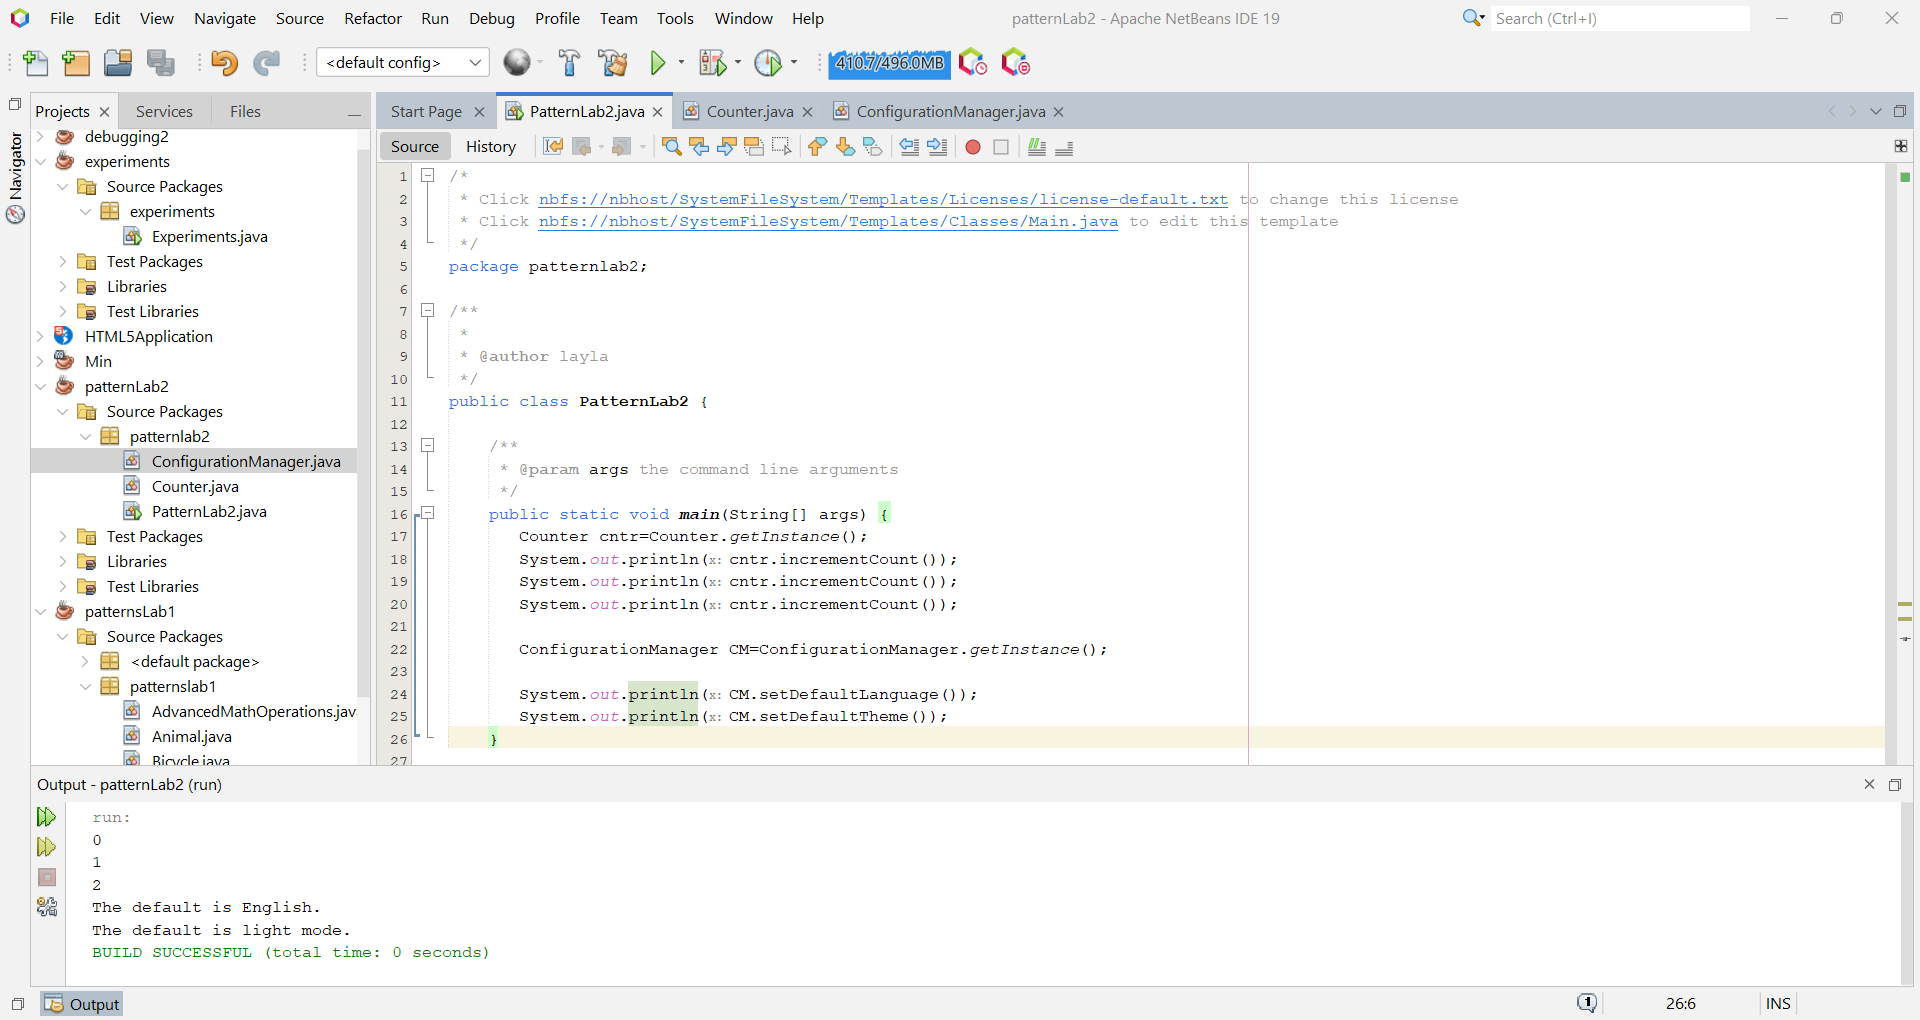 File Edit View Navigate Source Refactor Run Debug Profile Team Tools Window Help patternLab2 - Apache NetBeans IDE 19 Search (Ctrl+I)
<default config> 410.7/496.0MB
Projects Services Files
Start Page PatternLab2.java Counter.java ConfigurationManager.java
Source History
Navigator
debugging2
experiments
Source Packages
experiments
Experiments.java
Test Packages
Libraries
Test Libraries
HTML5Application
Min
patternLab2
Source Packages
patternlab2
ConfigurationManager.java
Counter.java
PatternLab2.java
Test Packages
Libraries
Test Libraries
patternsLab1
Source Packages
<default package>
patternslab1
AdvancedMathOperations.jav
Animal.java
Bicycle.java
1 /*
2 * Click nbfs://nbhost/SystemFileSystem/Templates/Licenses/license-default.txt to change this license
3 * Click nbfs://nbhost/SystemFileSystem/Templates/Classes/Main.java to edit this template
4 */
5 package patternlab2;
6
7 /**
8 *
9 * @author layla
10 */
11 public class PatternLab2 {
12
13 /**
14 * @param args the command line arguments
15 */
16 public static void main(String[] args) {
17 Counter cntr=Counter.getInstance();
18 System.out.println(x: cntr.incrementCount());
19 System.out.println(x: cntr.incrementCount());
20 System.out.println(x: cntr.incrementCount());
21
22 ConfigurationManager CM=ConfigurationManager.getInstance();
23
24 System.out.println(x: CM.setDefaultLanguage());
25 System.out.println(x: CM.setDefaultTheme());
26 }
27
Output - patternLab2 (run)
run:
0
1
2
The default is English.
The default is light mode.
BUILD SUCCESSFUL (total time: 0 seconds)
Output 1 26:6 INS